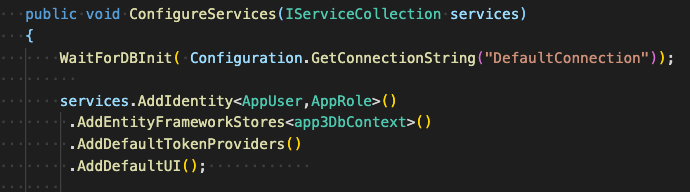 public void ConfigureServices(IServiceCollection services)
{
WaitForDBInit( Configuration.GetConnectionString("DefaultConnection"));
services.AddIdentity<AppUser,AppRole>()
.AddEntityFrameworkStores<app3DbContext>()
.AddDefaultTokenProviders()
.AddDefaultUI();